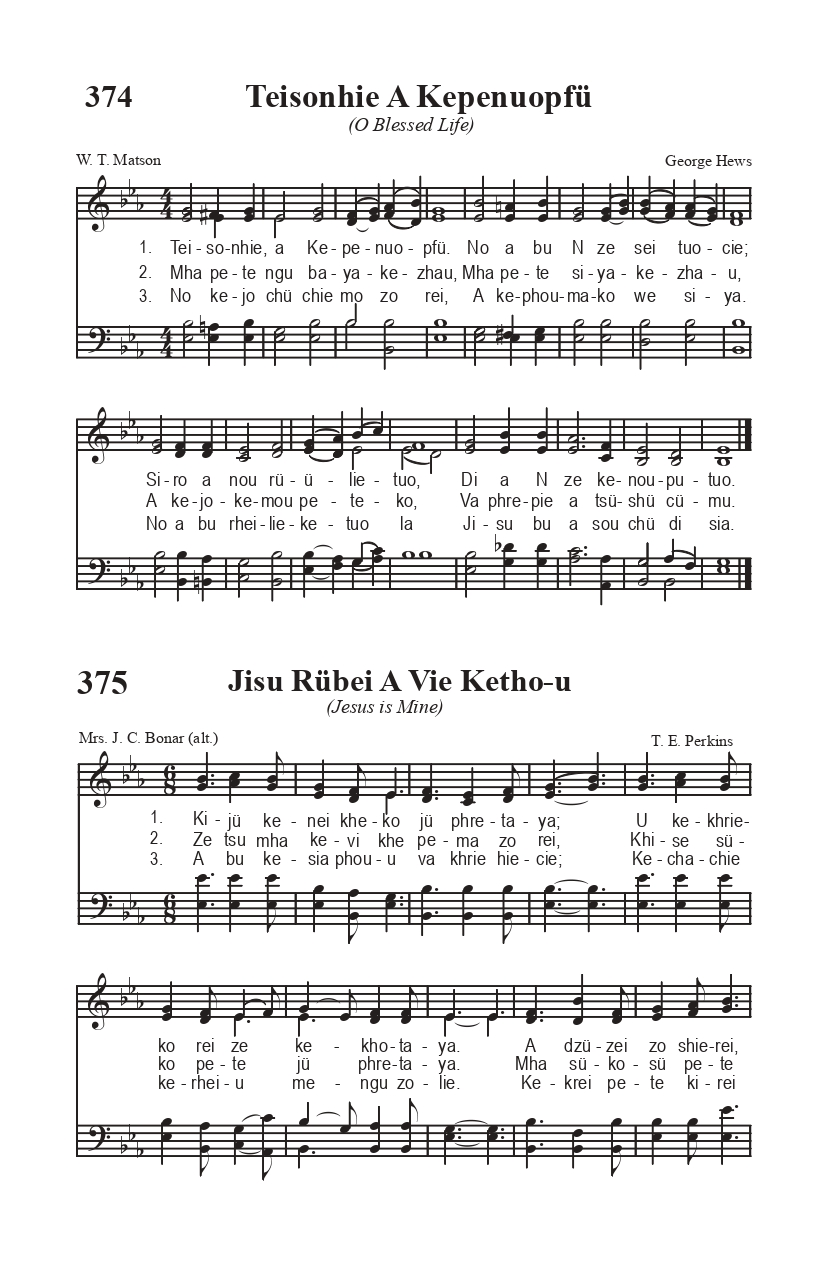 374
Teisonhie A Kepenuopfü
(O Blessed Life)
W. T. Matson
George Hews
1. Tei - so-nhie, a Ke - pe - nuo - pfü. No a bu N ze sei tuo - cie;
2. Mha pe - te ngu ba - ya - ke - zhau, Mha pe - te si - ya - ke - zha - u,
3. No ke - jo chü chie mo zo rei, A ke-phou-ma-ko we si - ya.
Si - ro a nou rü - ü - lie - tuo, Di a N ze ke - nou - pu - tuo.
A ke - jo - ke-mou pe - te - ko, Va phre-pie a tsü - shü cü - mu.
No a bu rhei-lie - ke - tuo la Ji - su bu a sou chü di sia.
375
Jisu Rübei A Vie Ketho-u
(Jesus is Mine)
Mrs. J. C. Bonar (alt.)
T. E. Perkins
1. Ki - jü ke - nei khe - ko jü phre - ta - ya; U ke - khrie-
2. Ze tsu mha ke - vi khe pe - ma zo rei, Khi - se sü -
3. A bu ke - sia phou - u va khrie hie - cie; Ke - cha - chie
ko rei ze ke - kho - ta - ya. A dzü - zei zo shie-rei,
ko pe - te jü phre-ta - ya. Mha sü - ko - sü pe - te
ke - rhei - u me - ngu zo - lie. Ke - krei pe - te ki - rei